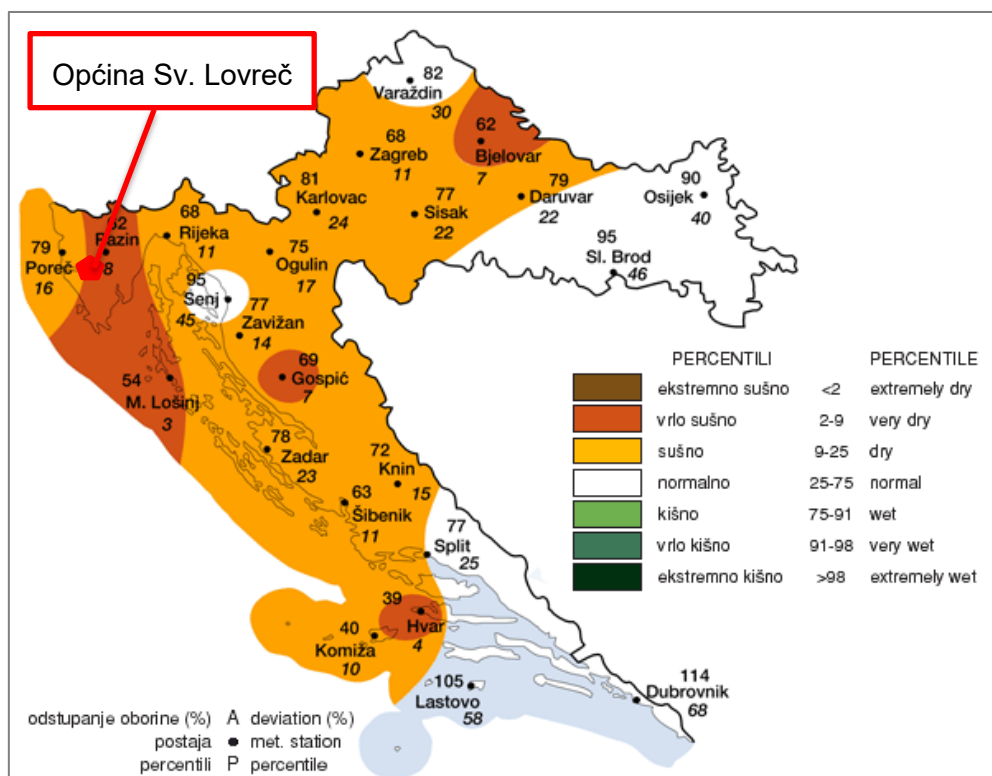 Općina Sv. Lovreč
82
Varaždin
30
62
Bjelovar
7
68
Zagreb
11
81
Karlovac
24
77
Sisak
22
79
Daruvar
22
90
Osijek
40
95
Sl. Brod
46
68
Rijeka
11
62
Pazin
8
79
Poreč
16
75
Ogulin
17
95
Senj
45
77
Zavižan
14
69
Gospić
7
54
M. Lošinj
3
78
Zadar
23
72
Knin
15
63
Šibenik
11
77
Split
25
39
Hvar
4
40
Komiža
10
105
Lastovo
58
114
Dubrovnik
68
PERCENTILI PERCENTILE
ekstremno sušno <2 extremely dry
vrlo sušno 2-9 very dry
sušno 9-25 dry
normalno 25-75 normal
kišno 75-91 wet
vrlo kišno 91-98 very wet
ekstremno kišno >98 extremely wet
odstupanje oborine (%) A deviation (%)
postaja ● met. station
percentili P percentile